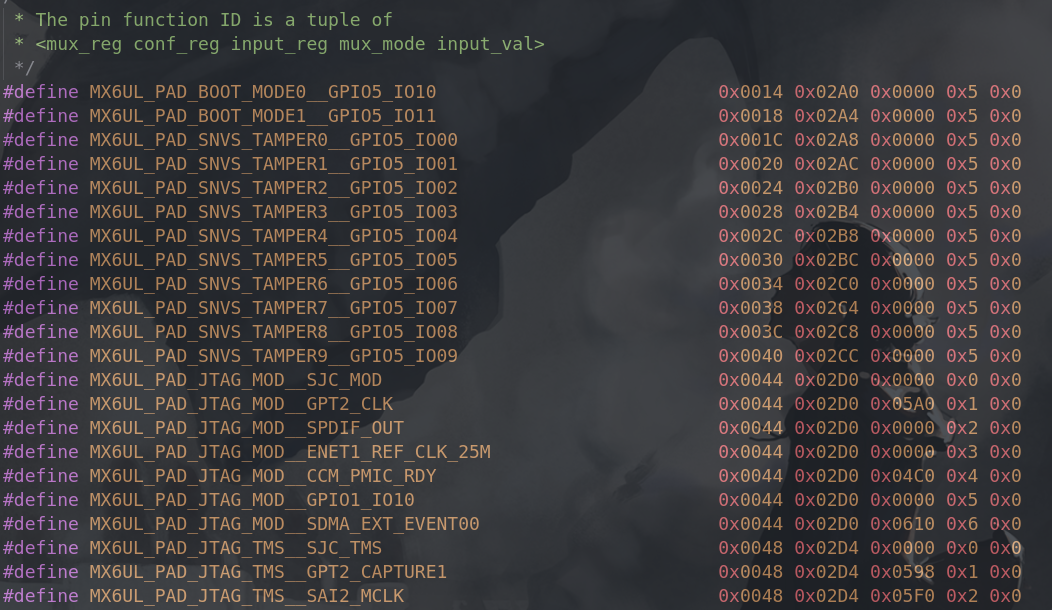 * The pin function ID is a tuple of
* <mux_reg conf_reg input_reg mux_mode input_val>
*/
#define MX6UL_PAD_BOOT_MODE0__GPIO5_IO10 0x0014 0x02A0 0x0000 0x5 0x0
#define MX6UL_PAD_BOOT_MODE1__GPIO5_IO11 0x0018 0x02A4 0x0000 0x5 0x0
#define MX6UL_PAD_SNVS_TAMPER0__GPIO5_IO00 0x001C 0x02A8 0x0000 0x5 0x0
#define MX6UL_PAD_SNVS_TAMPER1__GPIO5_IO01 0x0020 0x02AC 0x0000 0x5 0x0
#define MX6UL_PAD_SNVS_TAMPER2__GPIO5_IO02 0x0024 0x02B0 0x0000 0x5 0x0
#define MX6UL_PAD_SNVS_TAMPER3__GPIO5_IO03 0x0028 0x02B4 0x0000 0x5 0x0
#define MX6UL_PAD_SNVS_TAMPER4__GPIO5_IO04 0x002C 0x02B8 0x0000 0x5 0x0
#define MX6UL_PAD_SNVS_TAMPER5__GPIO5_IO05 0x0030 0x02BC 0x0000 0x5 0x0
#define MX6UL_PAD_SNVS_TAMPER6__GPIO5_IO06 0x0034 0x02C0 0x0000 0x5 0x0
#define MX6UL_PAD_SNVS_TAMPER7__GPIO5_IO07 0x0038 0x02C4 0x0000 0x5 0x0
#define MX6UL_PAD_SNVS_TAMPER8__GPIO5_IO08 0x003C 0x02C8 0x0000 0x5 0x0
#define MX6UL_PAD_SNVS_TAMPER9__GPIO5_IO09 0x0040 0x02CC 0x0000 0x5 0x0
#define MX6UL_PAD_JTAG_MOD__SJC_MOD 0x0044 0x02D0 0x0000 0x0 0x0
#define MX6UL_PAD_JTAG_MOD__GPT2_CLK 0x0044 0x02D0 0x05A0 0x1 0x0
#define MX6UL_PAD_JTAG_MOD__SPDIF_OUT 0x0044 0x02D0 0x0000 0x2 0x0
#define MX6UL_PAD_JTAG_MOD__ENET1_REF_CLK_25M 0x0044 0x02D0 0x0000 0x3 0x0
#define MX6UL_PAD_JTAG_MOD__CCM_PMIC_RDY 0x0044 0x02D0 0x04C0 0x4 0x0
#define MX6UL_PAD_JTAG_MOD__GPIO1_IO10 0x0044 0x02D0 0x0000 0x5 0x0
#define MX6UL_PAD_JTAG_MOD__SDMA_EXT_EVENT00 0x0044 0x02D0 0x0610 0x6 0x0
#define MX6UL_PAD_JTAG_TMS__SJC_TMS 0x0048 0x02D4 0x0000 0x0 0x0
#define MX6UL_PAD_JTAG_TMS__GPT2_CAPTURE1 0x0048 0x02D4 0x0598 0x1 0x0
#define MX6UL_PAD_JTAG_TMS__SAI2_MCLK 0x0048 0x02D4 0x05F0 0x2 0x0